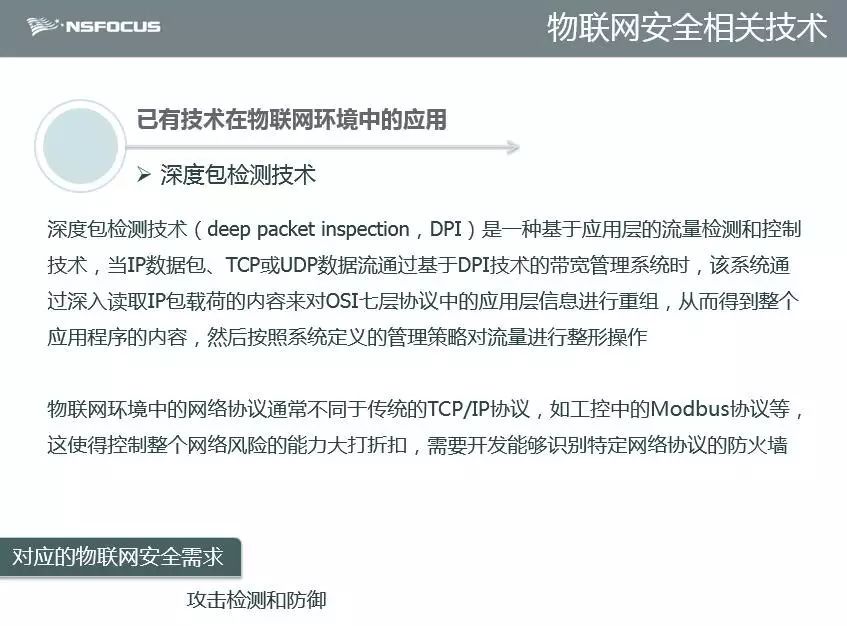 NSFOCUS
物联网安全相关技术
已有技术在物联网环境中的应用
➢ 深度包检测技术
深度包检测技术（deep packet inspection，DPI）是一种基于应用层的流量检测和控制
技术，当IP数据包、TCP或UDP数据流通过基于DPI技术的带宽管理系统时，该系统通
过深入读取IP包载荷的内容来对OSI七层协议中的应用层信息进行重组，从而得到整个
应用程序的内容，然后按照系统定义的管理策略对流量进行整形操作
物联网环境中的网络协议通常不同于传统的TCP/IP协议，如工控中的Modbus协议等，
这使得控制整个网络风险的能力大打折扣，需要开发能够识别特定网络协议的防火墙
对应的物联网安全需求
攻击检测和防御